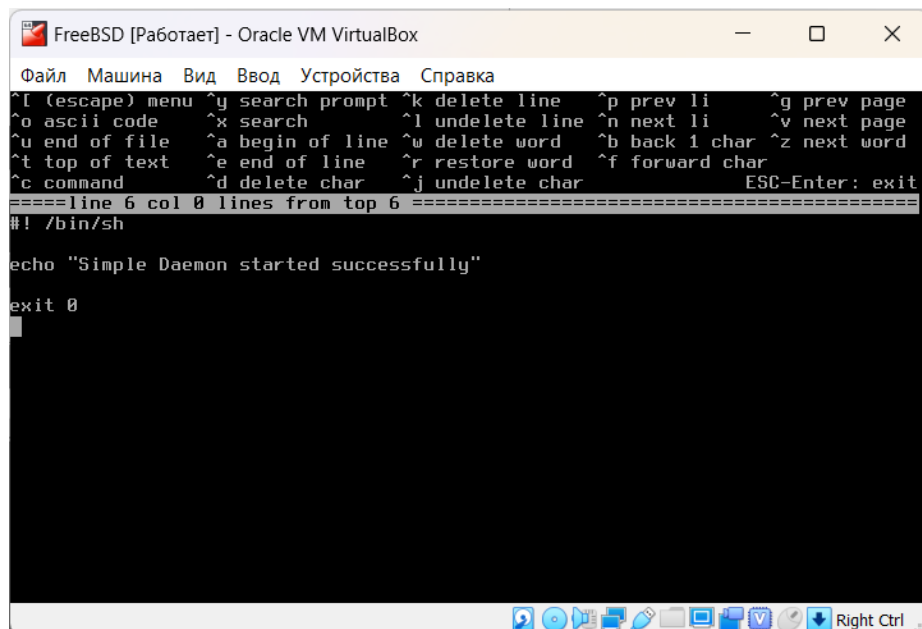 FreeBSD [Работает] - Oracle VM VirtualBox
Файл Машина Вид Ввод Устройства Справка
^[ (escape) menu ^y search prompt ^k delete line ^p prev li ^g prev page
^o ascii code ^x search ^l undelete line ^n next li ^v next page
^u end of file ^a begin of line ^w delete word ^b back 1 char ^z next word
^t top of text ^e end of line ^r restore word ^f forward char
^c command ^d delete char ^j undelete char ESC-Enter: exit
=====line 6 col 0 lines from top 6 ============================================
#! /bin/sh
echo "Simple Daemon started successfully"
exit 0
Right Ctrl